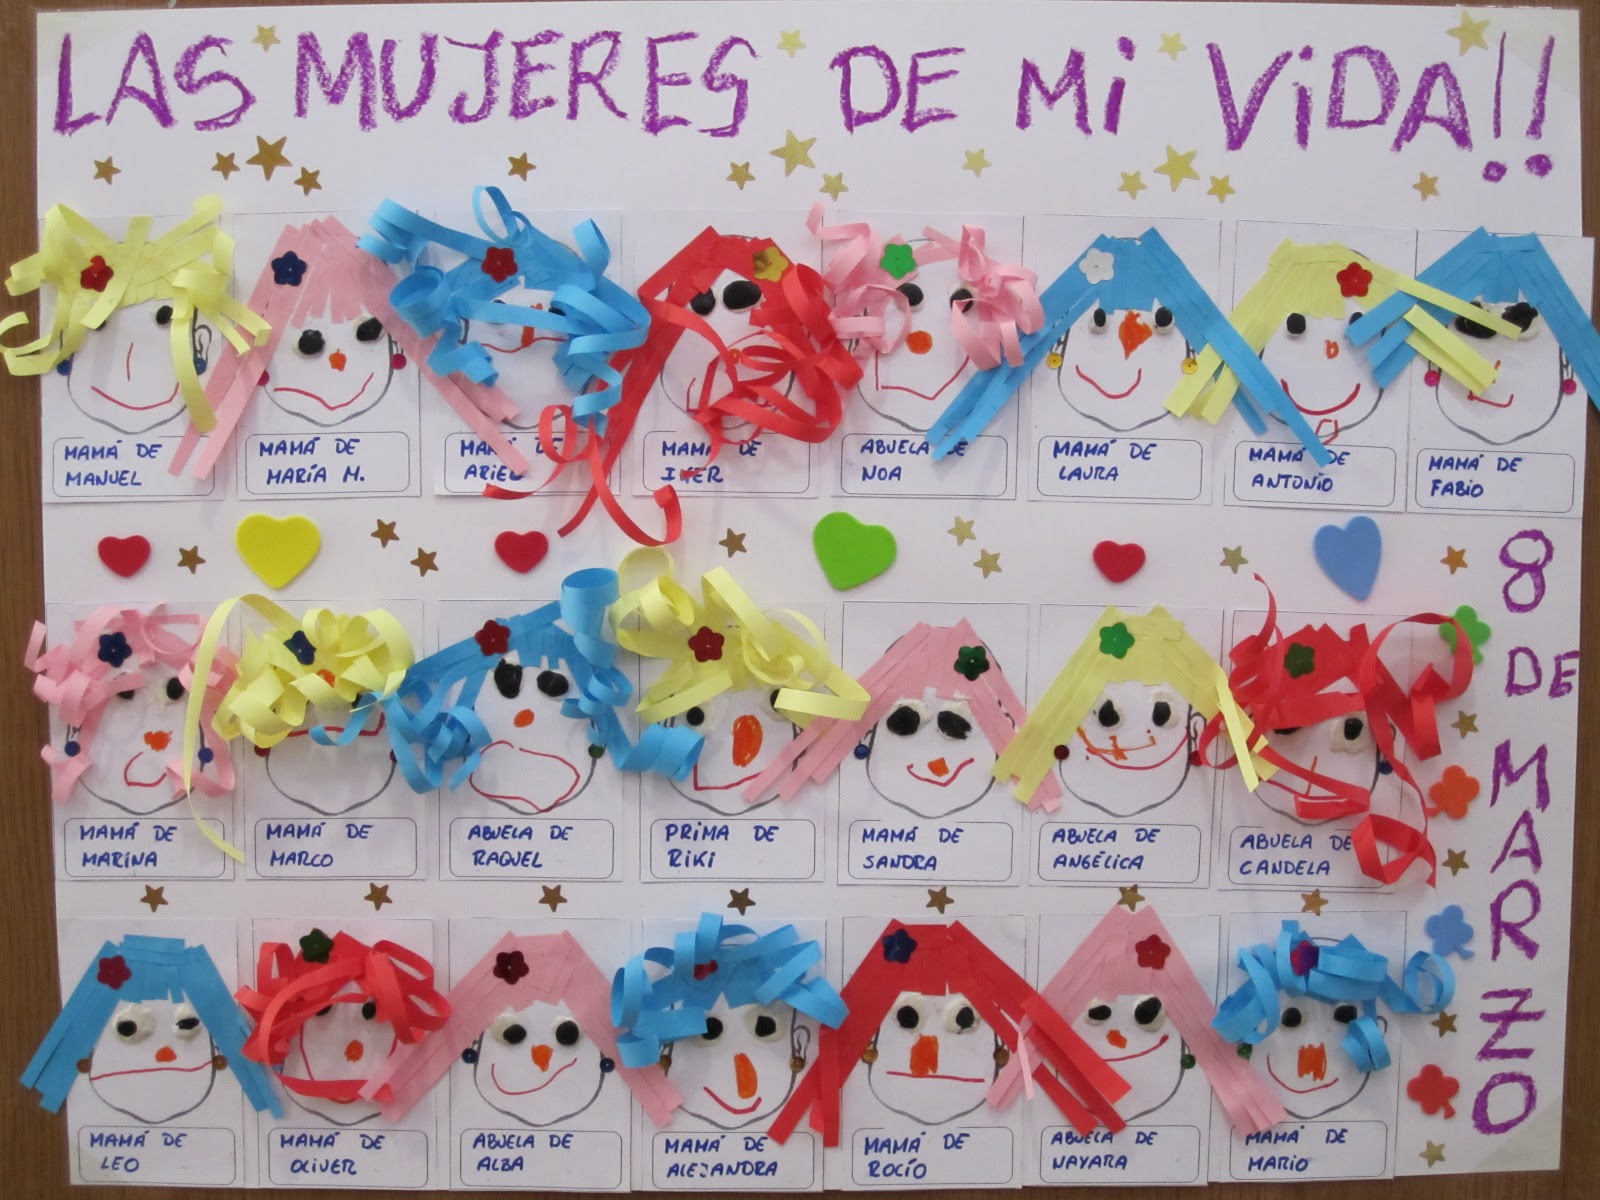 LAS MUJERES DE MI VIDA!!
MAMÁ DE
MANUEL
MAMÁ DE
MARÍA M.
MAMÁ DE
ARIEL
MAMÁ DE
IKER
ABUELA DE
NOA
MAMÁ DE
LAURA
MAMÁ DE
ANTONIO
MAMÁ DE
FABIO
8
DE
MARZO
MAMÁ DE
MARINA
MAMÁ DE
MARCO
ABUELA DE
RAQUEL
PRIMA DE
RIKI
MAMÁ DE
SANDRA
ABUELA DE
ANGÉLICA
ABUELA DE
CANDELA
MAMÁ DE
LEO
MAMÁ DE
OLIVER
ABUELA DE
ALBA
MAMÁ DE
ALEJANDRA
MAMÁ DE
ROCÍO
ABUELA DE
NAYARA
MAMÁ DE
MARIO